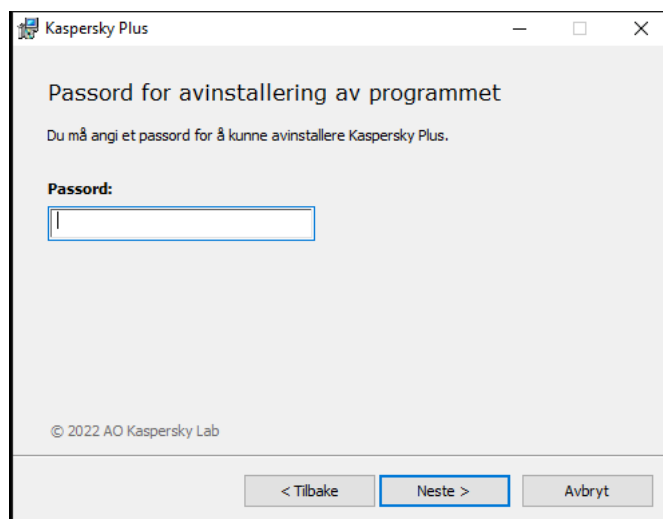 Kaspersky Plus
Passord for avinstallering av programmet
Du må angi et passord for å kunne avinstallere Kaspersky Plus.
Passord:
© 2022 AO Kaspersky Lab
< Tilbake
Neste >
Avbryt